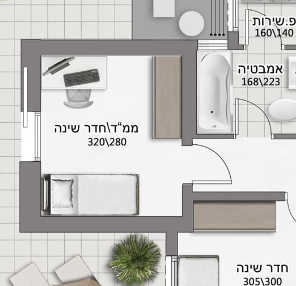 פ.שירות
160\140
אמבטיה
168\223
ממ"ד\חדר שינה
320\280
חדר שינה
305\300